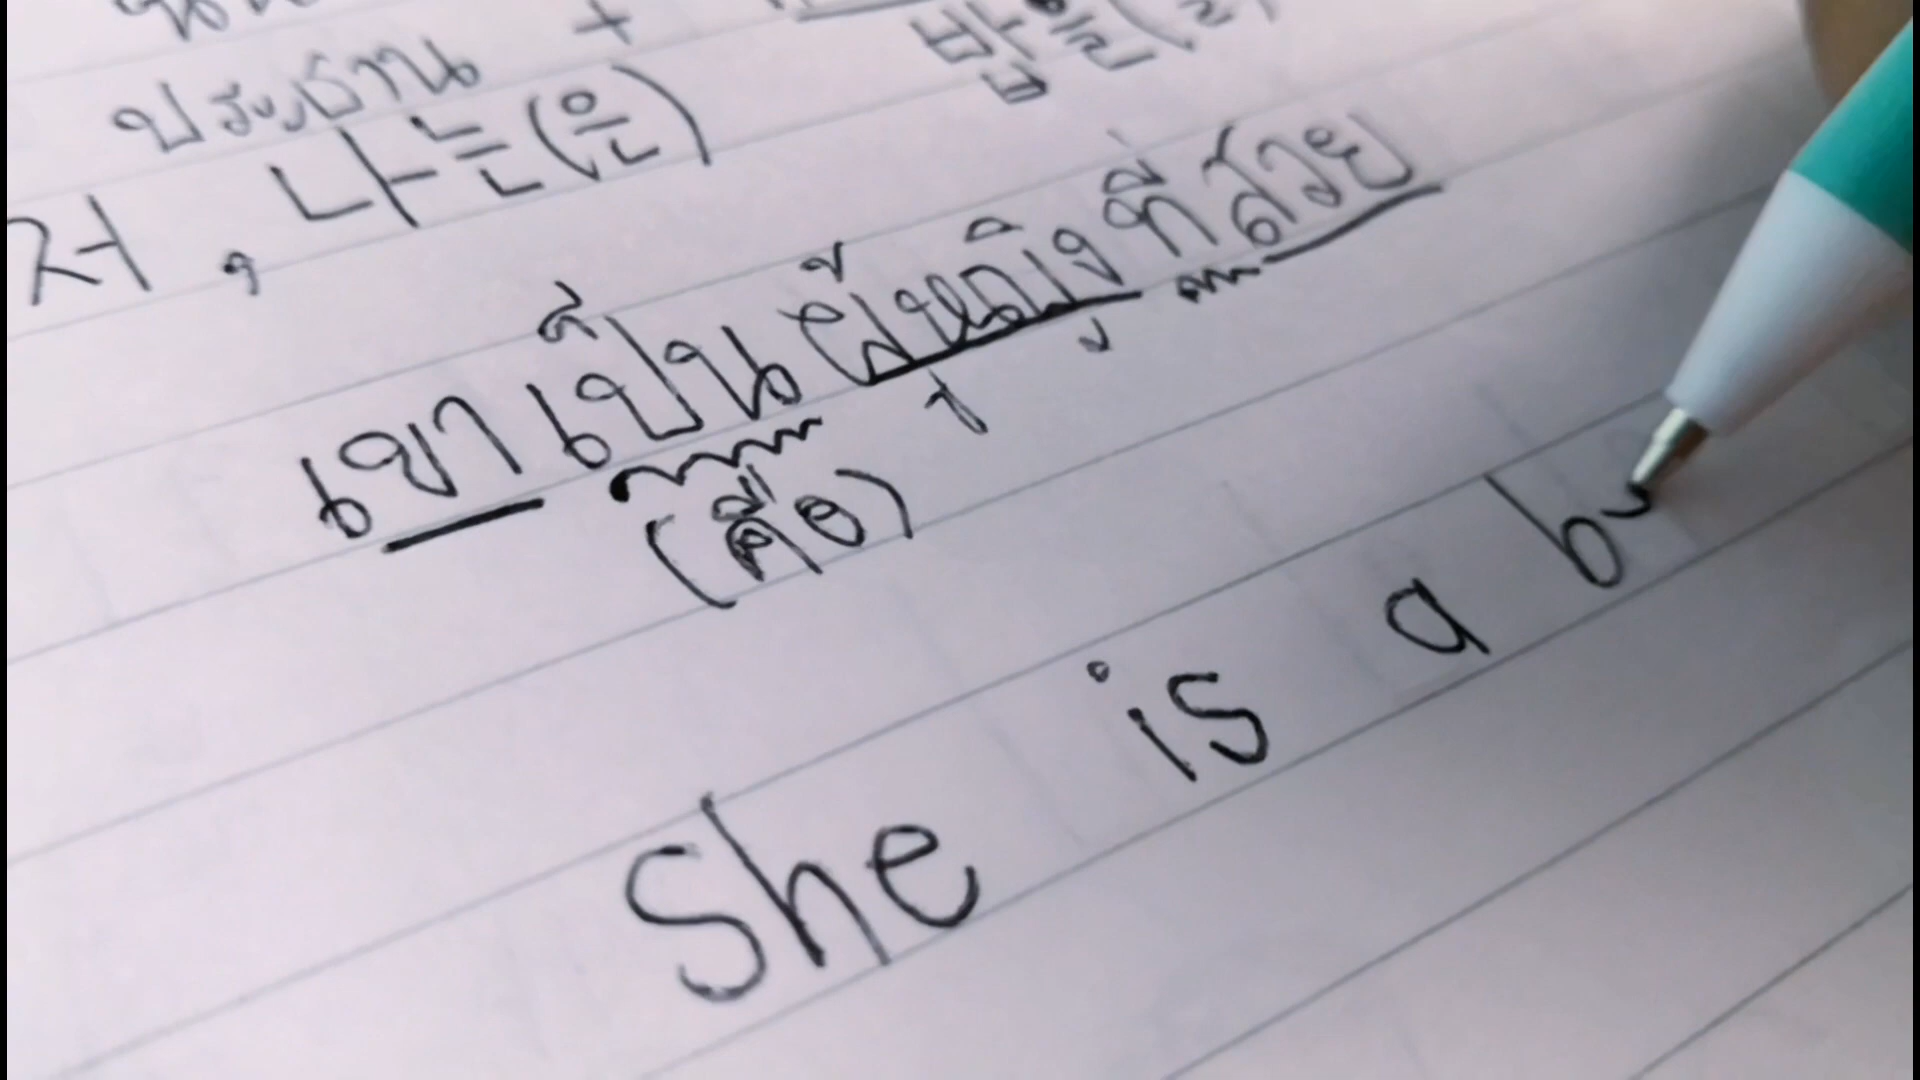 ประธาน +
저 , 나는(은)
เขาเป็นผู้หญิงที่สวย
(คือ)
She is a b